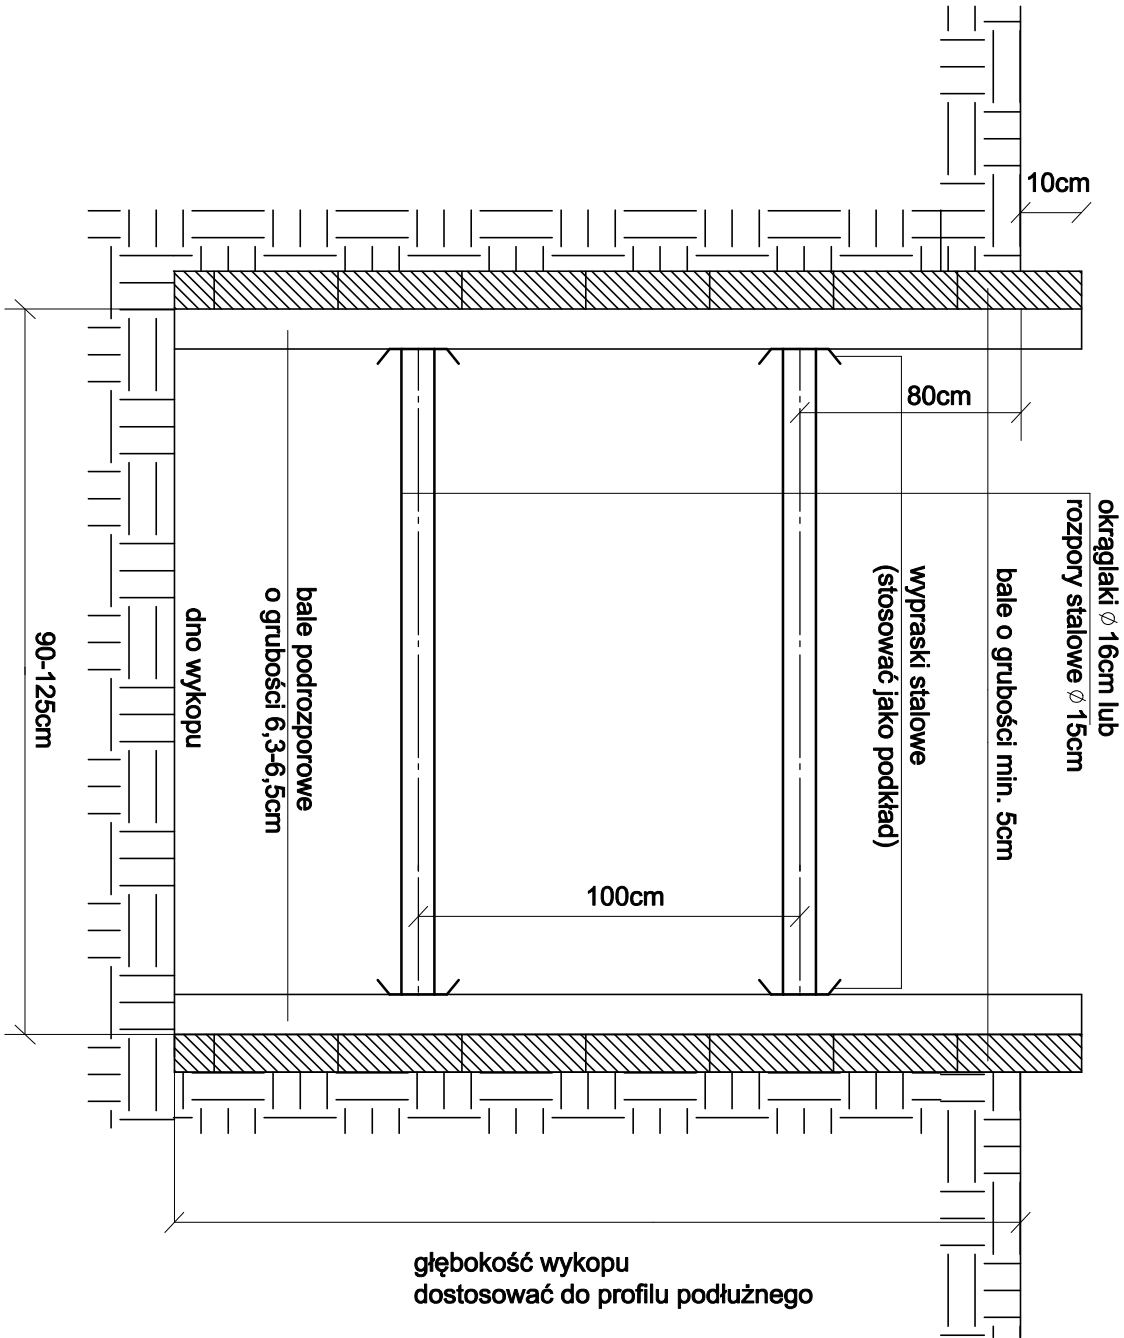 10cm
80cm
okrąglaki ∅ 16cm lub
rozpory stalowe ∅ 15cm
bale o grubości min. 5cm
wypraski stalowe
(stosować jako podkład)
100cm
bale podrozporowe
o grubości 6,3-6,5cm
dno wykopu
90-125cm
głębokość wykopu
dostosować do profilu podłużnego